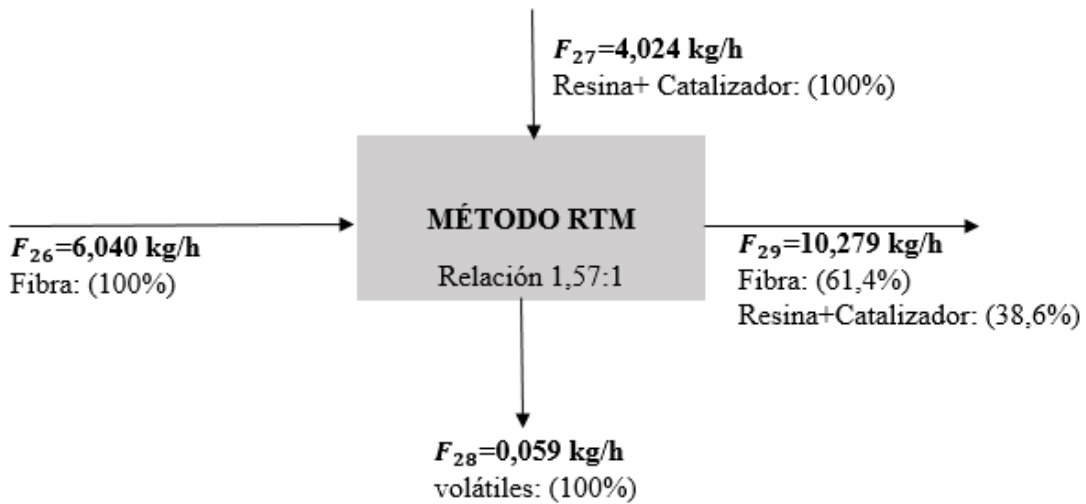 F₂₇=4,024 kg/h
Resina+ Catalizador: (100%)
MÉTODO RTM
Relación 1,57:1
F₂₆=6,040 kg/h
Fibra: (100%)
F₂₉=10,279 kg/h
Fibra: (61,4%)
Resina+Catalizador: (38,6%)
F₂₈=0,059 kg/h
volátiles: (100%)